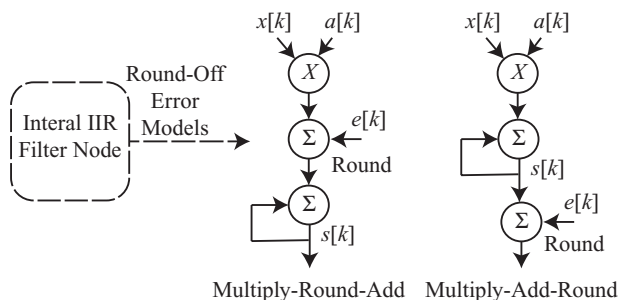 x[k] a[k]
X
Σ
e[k]
Round
Σ
s[k]
Multiply-Round-Add
x[k] a[k]
X
Σ
s[k]
Σ
e[k]
Round
Multiply-Add-Round
Round-Off
Error
Models
Interal IIR
Filter Node